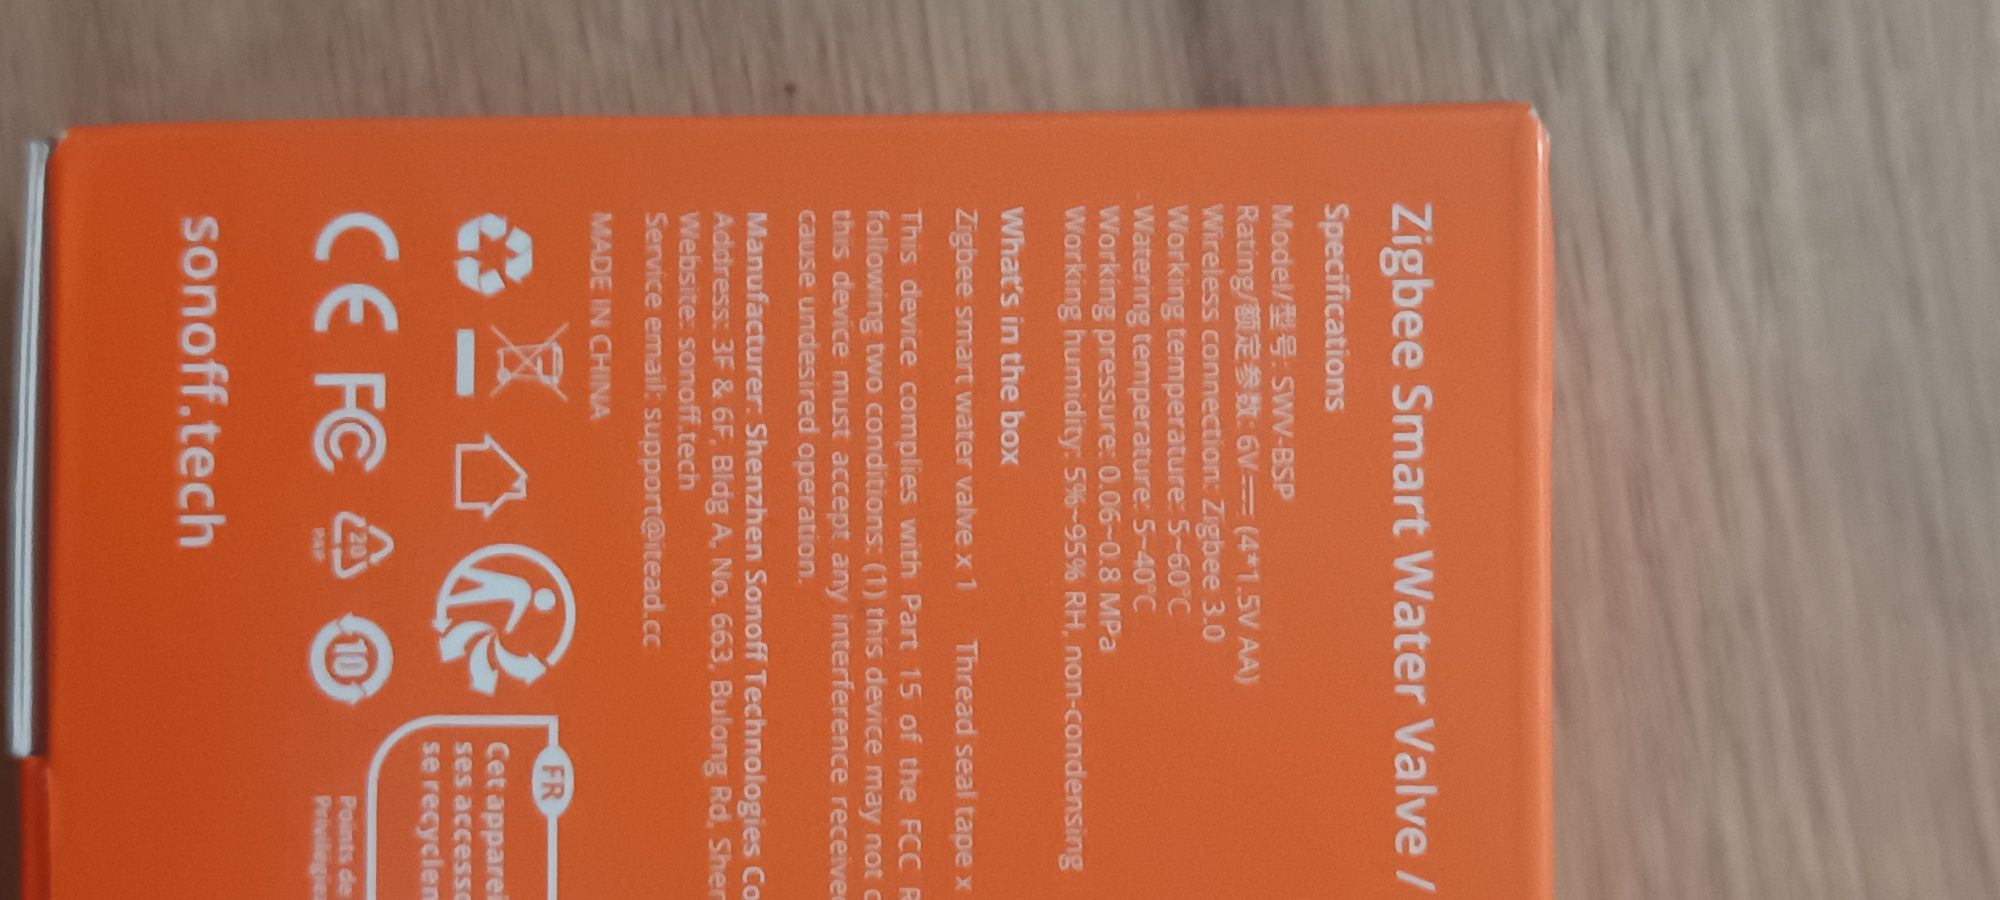 Zigbee Smart Water Valve /
Specifications
Model/型号: SWV-BSP
Rating/额定参数: 6V⎓ (4*1.5V AA)
Wireless connection: Zigbee 3.0
Working temperature: 5~60°C
Watering temperature: 5~40°C
Working pressure: 0.06~0.8 MPa
Working humidity: 5%~95% RH, non-condensing
What's in the box
Zigbee smart water valve x 1 Thread seal tape x
This device complies with Part 15 of the FCC R
following two conditions: (1) this device may not c
this device must accept any interference receive
cause undesired operation.
Manufacturer: Shenzhen Sonoff Technologies Co
Address: 3F & 6F, Bldg A, No. 663, Bulong Rd, Shen
Website: sonoff.tech
Service email: support@itead.cc
MADE IN CHINA
FR
Cet apparei
ses accesso
se recyclen
CE FC
20
PAP
10
Points de
sonoff.tech